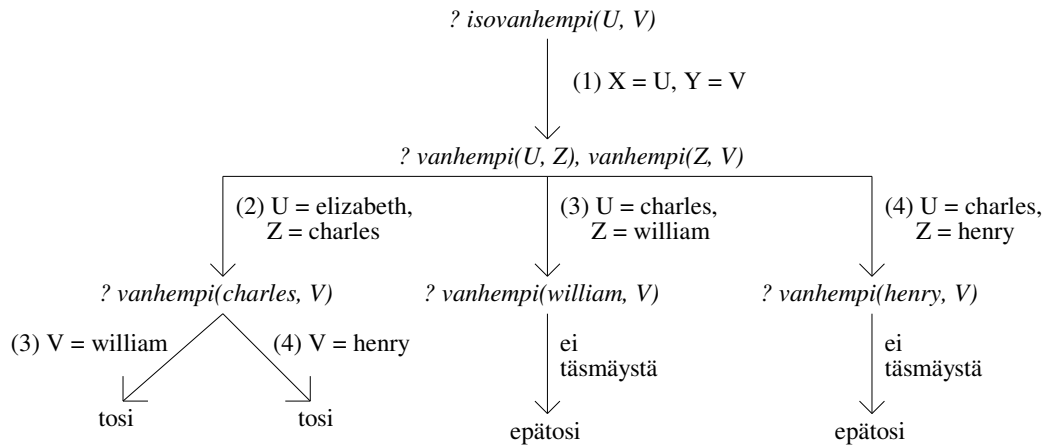 ? isovanhempi(U, V)
(1) X = U, Y = V
? vanhempi(U, Z), vanhempi(Z, V)
(2) U = elizabeth,
Z = charles
(3) U = charles,
Z = william
(4) U = charles,
Z = henry
? vanhempi(charles, V)
? vanhempi(william, V)
? vanhempi(henry, V)
(3) V = william
(4) V = henry
ei
täsmäystä
ei
täsmäystä
tosi
tosi
epätosi
epätosi